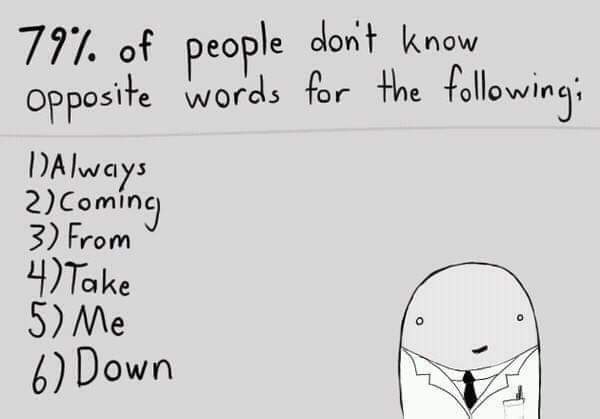 79% of people don't know
opposite words for the following;
1)Always
2)Coming
3) From
4)Take
5) Me
6) Down